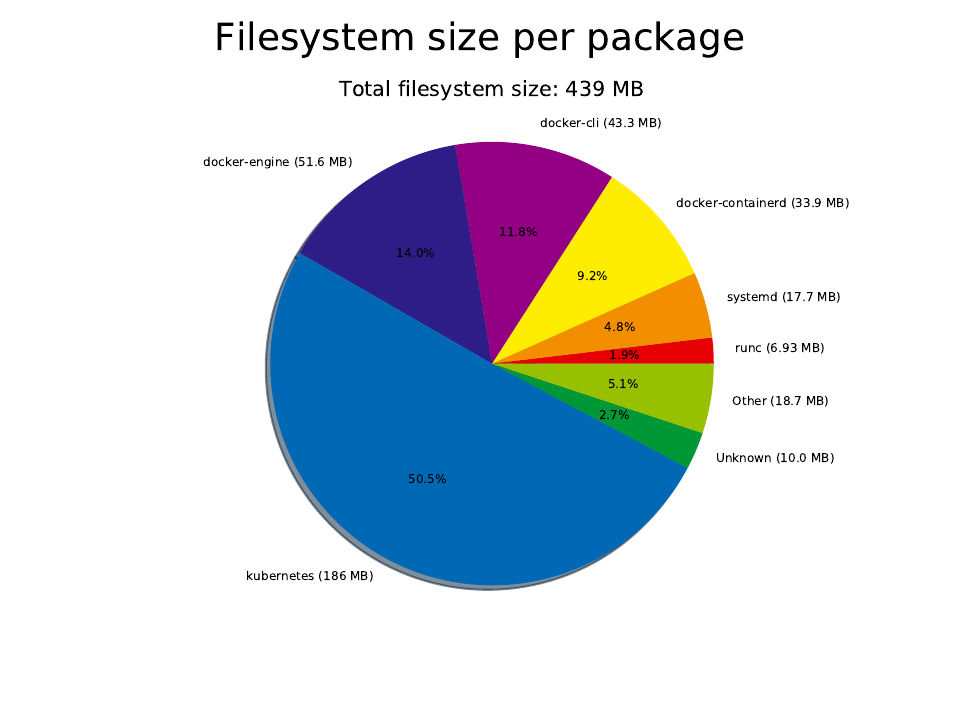 Filesystem size per package
Total filesystem size: 439 MB
docker-cli (43.3 MB)
docker-engine (51.6 MB)
docker-containerd (33.9 MB)
11.8%
14.0%
9.2%
systemd (17.7 MB)
4.8%
runc (6.93 MB)
1.9%
5.1%
Other (18.7 MB)
2.7%
Unknown (10.0 MB)
50.5%
kubernetes (186 MB)